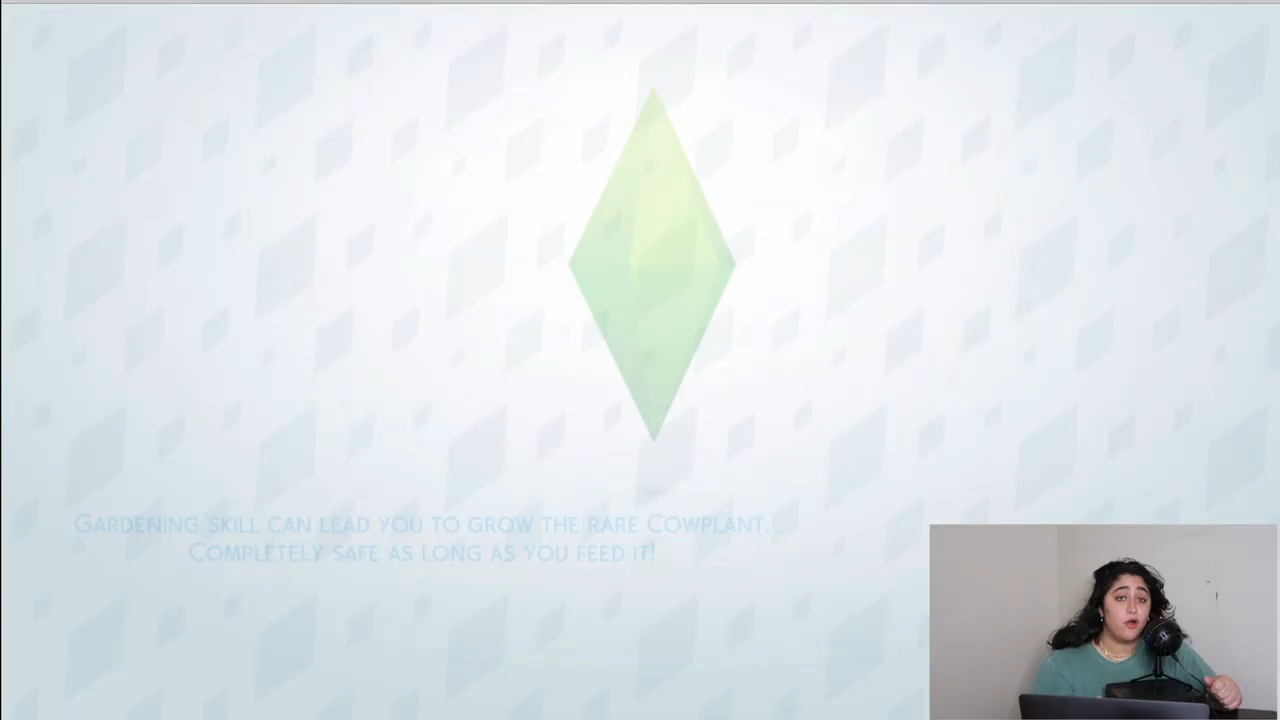 Gardening skill can lead you to grow the rare Cowplant.
Completely safe as long as you feed it!